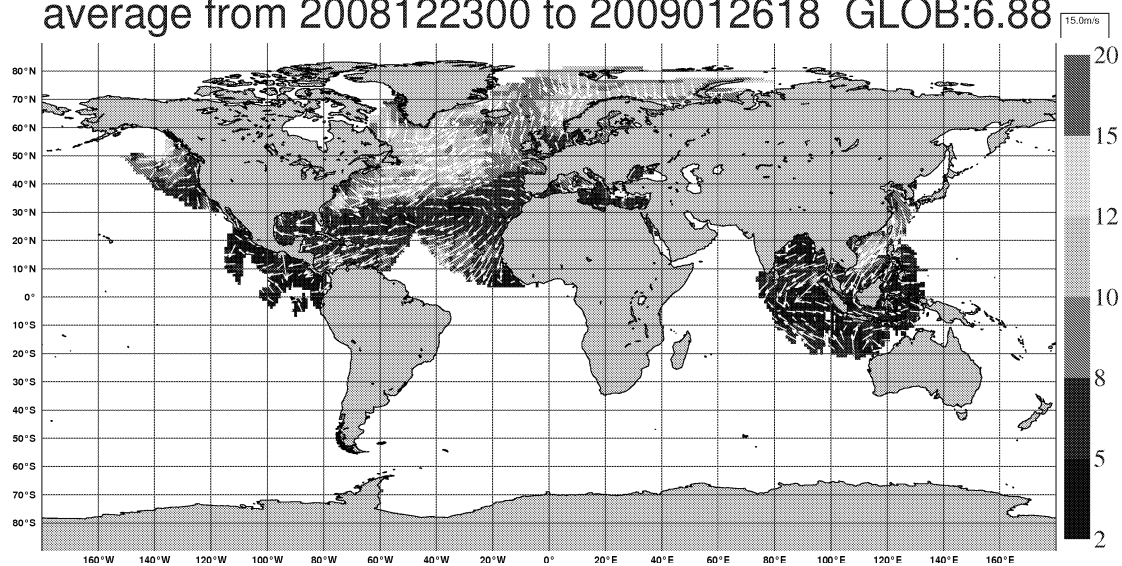 average from 2008122300 to 2009012618 GLOB:6.88
15.0m/s
20
15
12
10
8
5
2
80°N
70°N
60°N
50°N
40°N
30°N
20°N
10°N
0°
10°S
20°S
30°S
40°S
50°S
60°S
70°S
80°S
160°W 140°W 120°W 100°W 80°W 60°W 40°W 20°W 0° 20°E 40°E 60°E 80°E 100°E 120°E 140°E 160°E